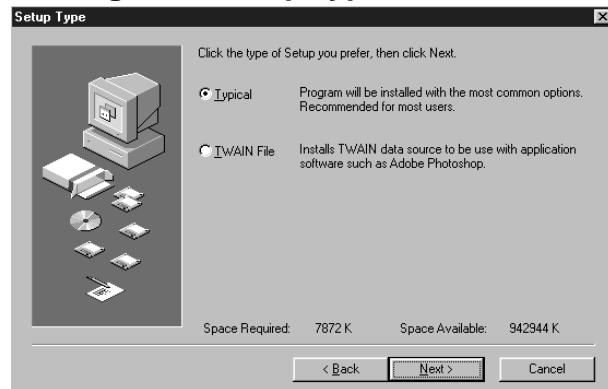 Setup Type
Click the type of Setup you prefer, then click Next.
Typical
Program will be installed with the most common options.
Recommended for most users.
TWAIN File
Installs TWAIN data source to be use with application
software such as Adobe Photoshop.
Space Required: 7872 K Space Available: 942944 K
< Back Next > Cancel